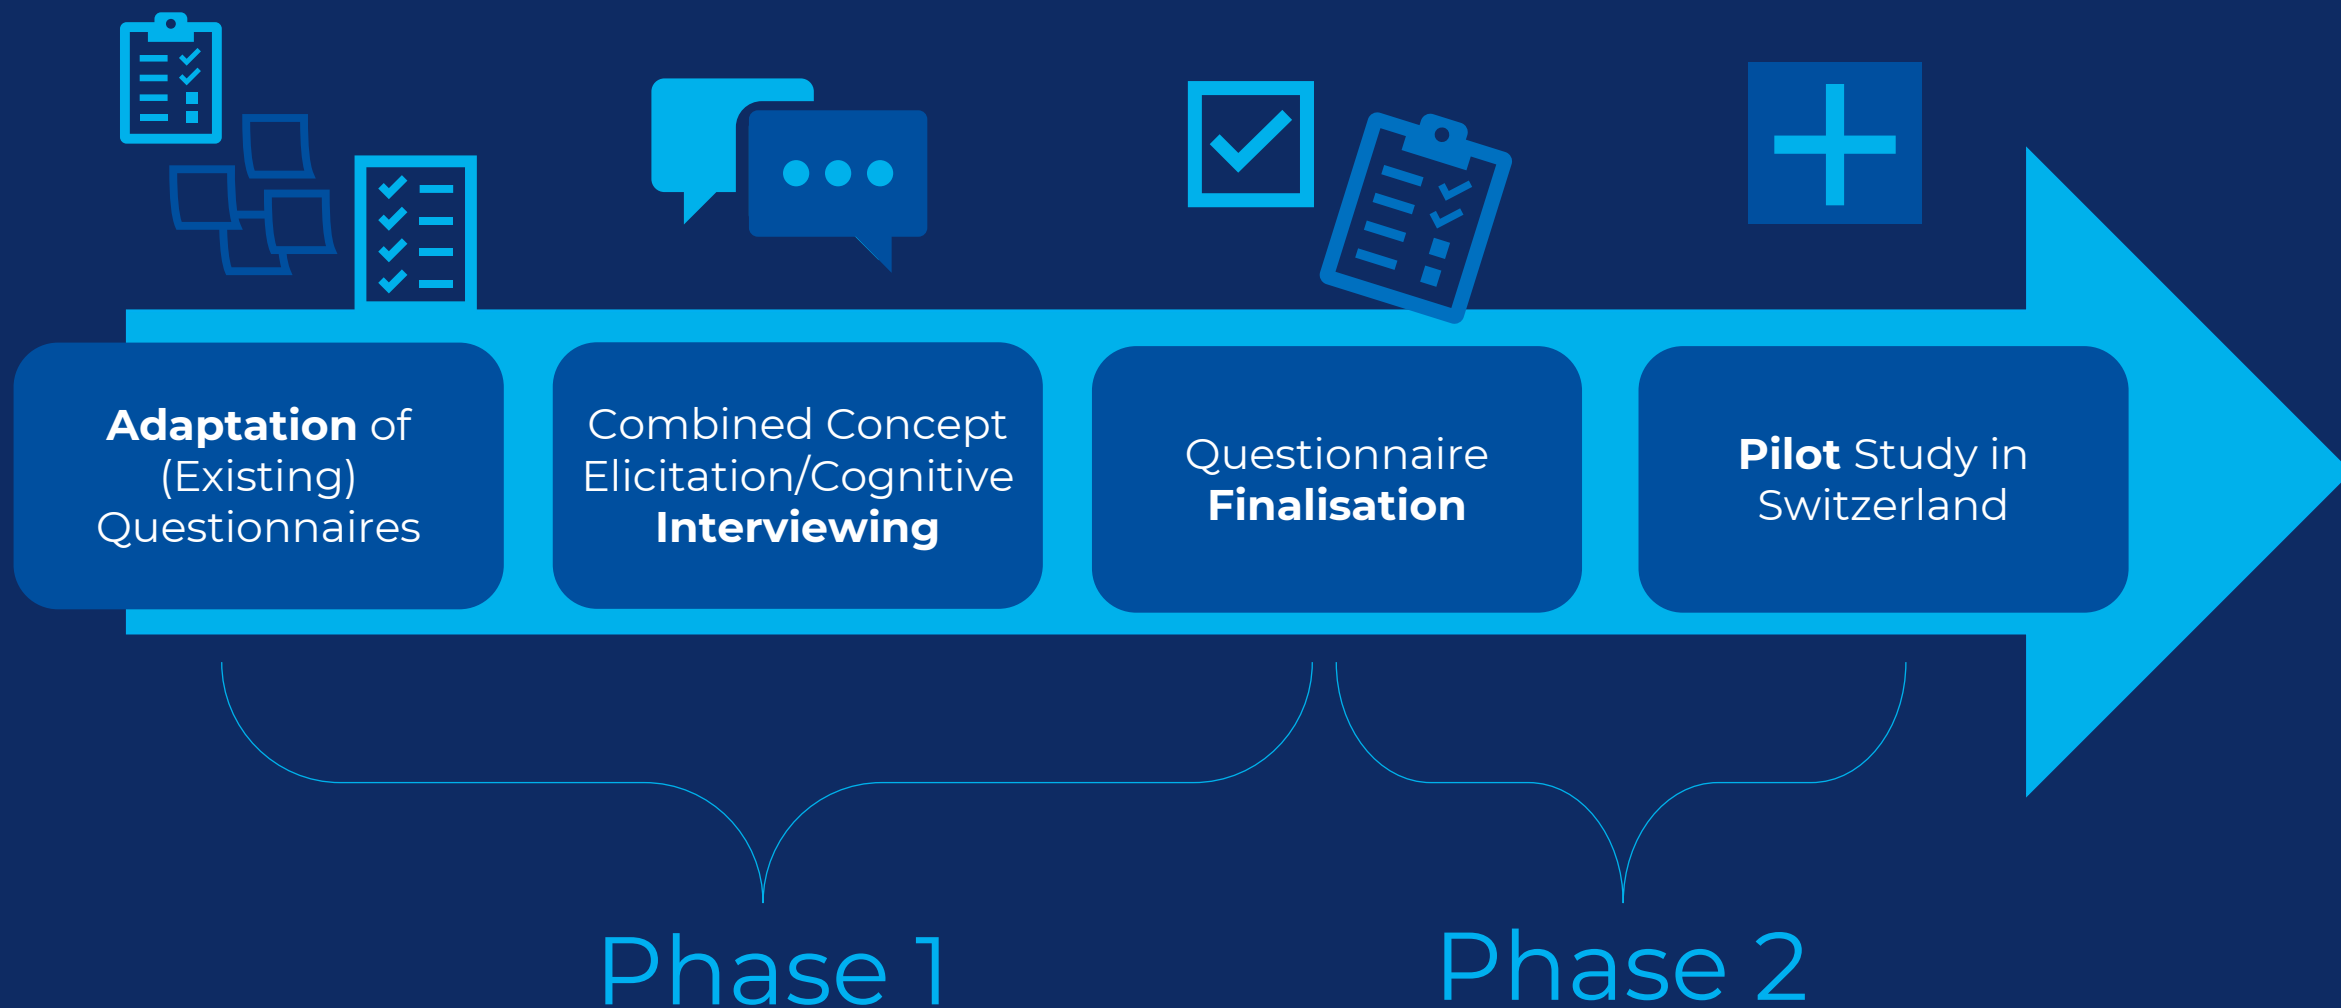 Adaptation of
(Existing)
Questionnaires
Combined Concept
Elicitation/Cognitive
Interviewing
Questionnaire
Finalisation
Pilot Study in
Switzerland
Phase 1
Phase 2